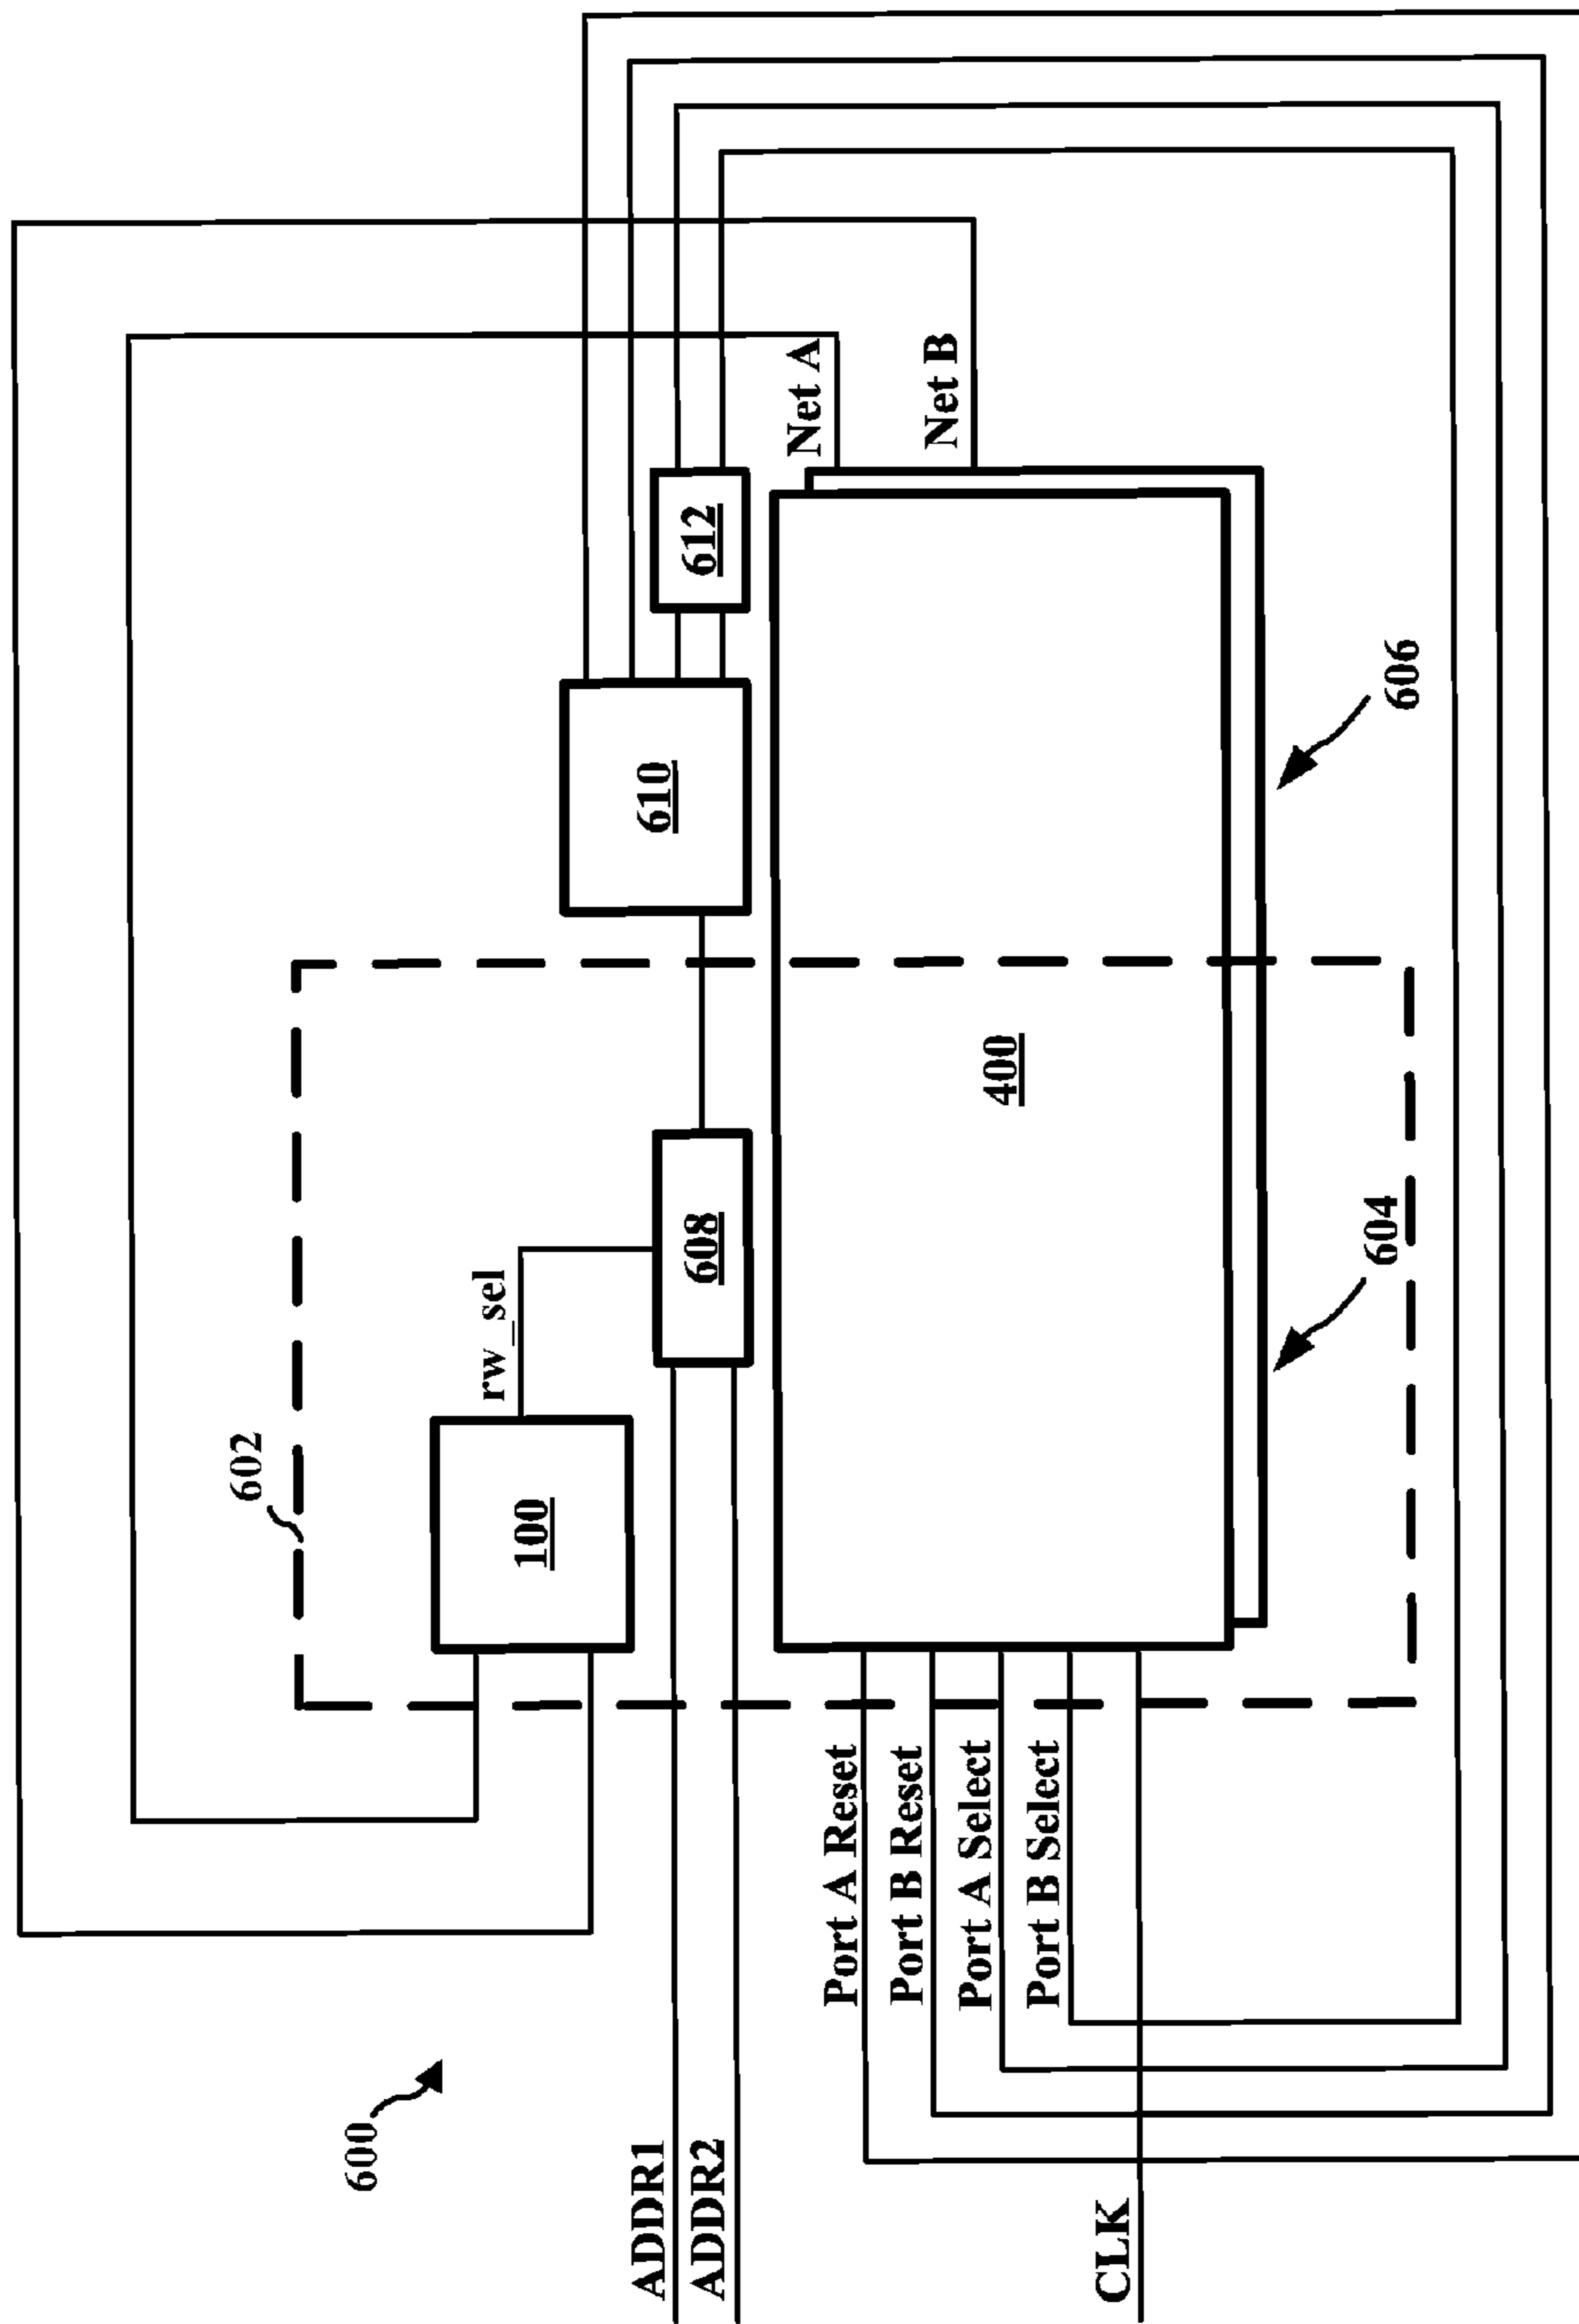 600
602
100
rw_sel
608
610
612
ADDR1
ADDR2
Net A
Net B
Port A Reset
Port B Reset
Port A Select
Port B Select
400
CLK
604
606